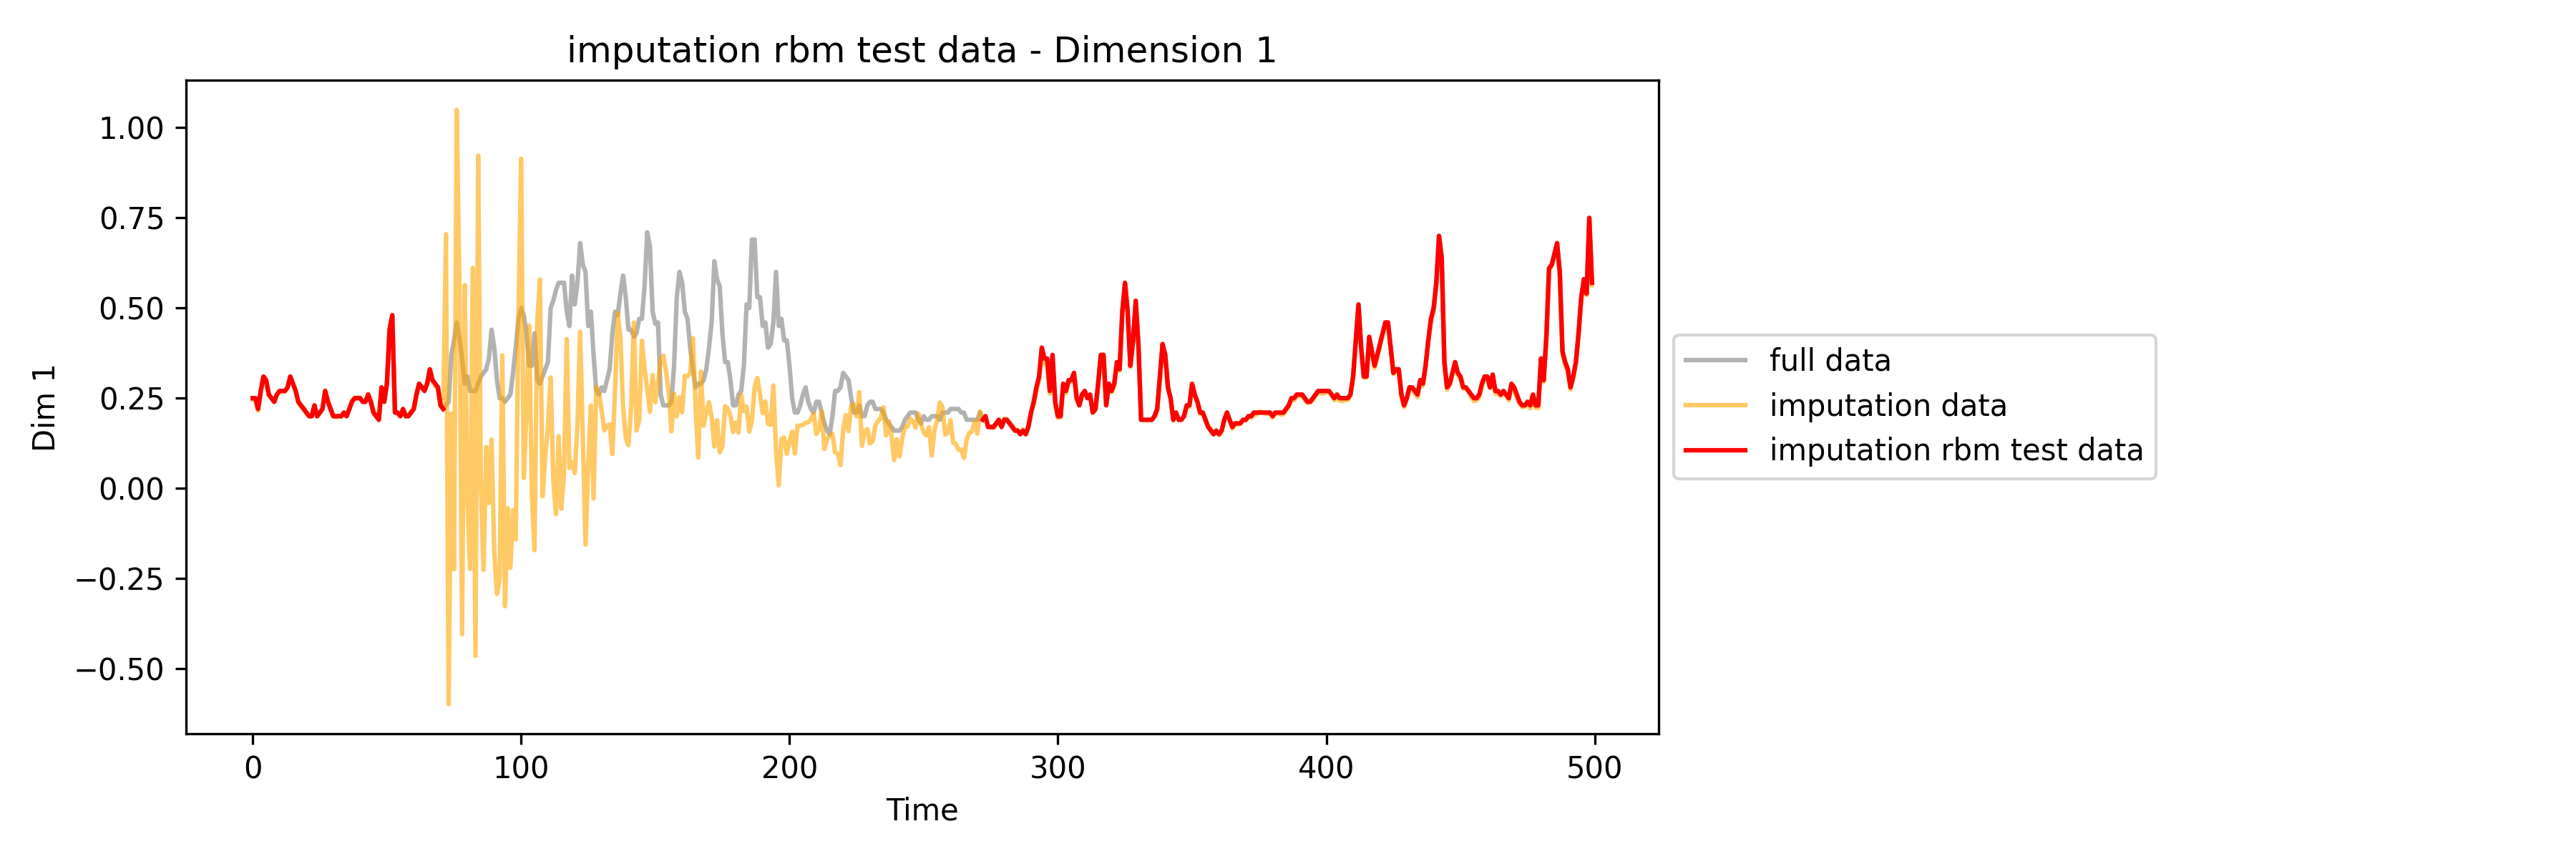 imputation rbm test data - Dimension 1
1.00
0.75
0.50
0.25
0.00
−0.25
−0.50
Dim 1
0 100 200 300 400 500
Time
full data
imputation data
imputation rbm test data